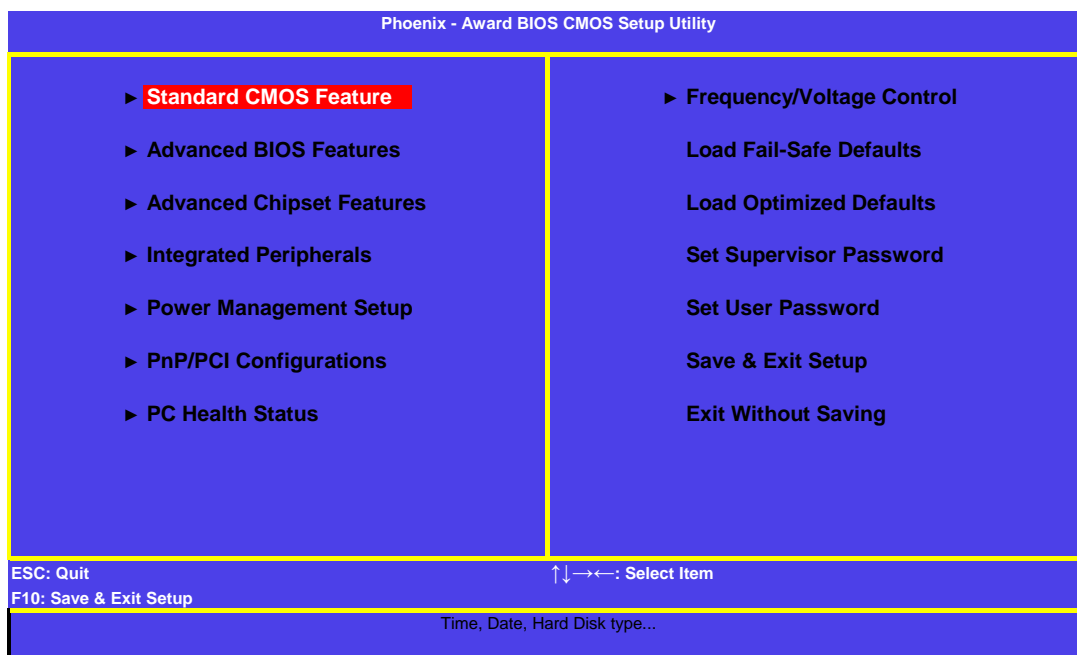 Phoenix - Award BIOS CMOS Setup Utility
► Standard CMOS Feature
► Advanced BIOS Features
► Advanced Chipset Features
► Integrated Peripherals
► Power Management Setup
► PnP/PCI Configurations
► PC Health Status
► Frequency/Voltage Control
Load Fail-Safe Defaults
Load Optimized Defaults
Set Supervisor Password
Set User Password
Save & Exit Setup
Exit Without Saving
ESC: Quit
↑↓→←: Select Item
F10: Save & Exit Setup
Time, Date, Hard Disk type...